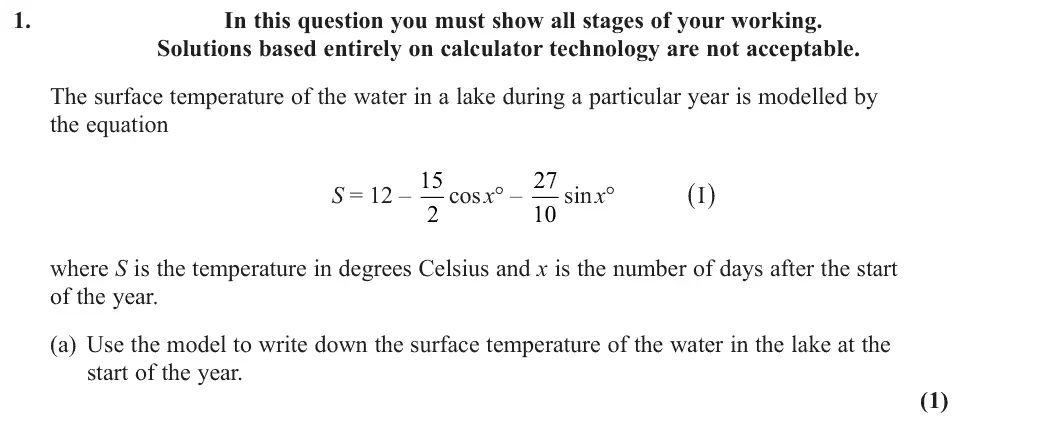 1. In this question you must show all stages of your working.
Solutions based entirely on calculator technology are not acceptable.
The surface temperature of the water in a lake during a particular year is modelled by
the equation
S = 12 – 15/2 cos x° – 27/10 sin x° (I)
where S is the temperature in degrees Celsius and x is the number of days after the start
of the year.
(a) Use the model to write down the surface temperature of the water in the lake at the
start of the year.
(1)